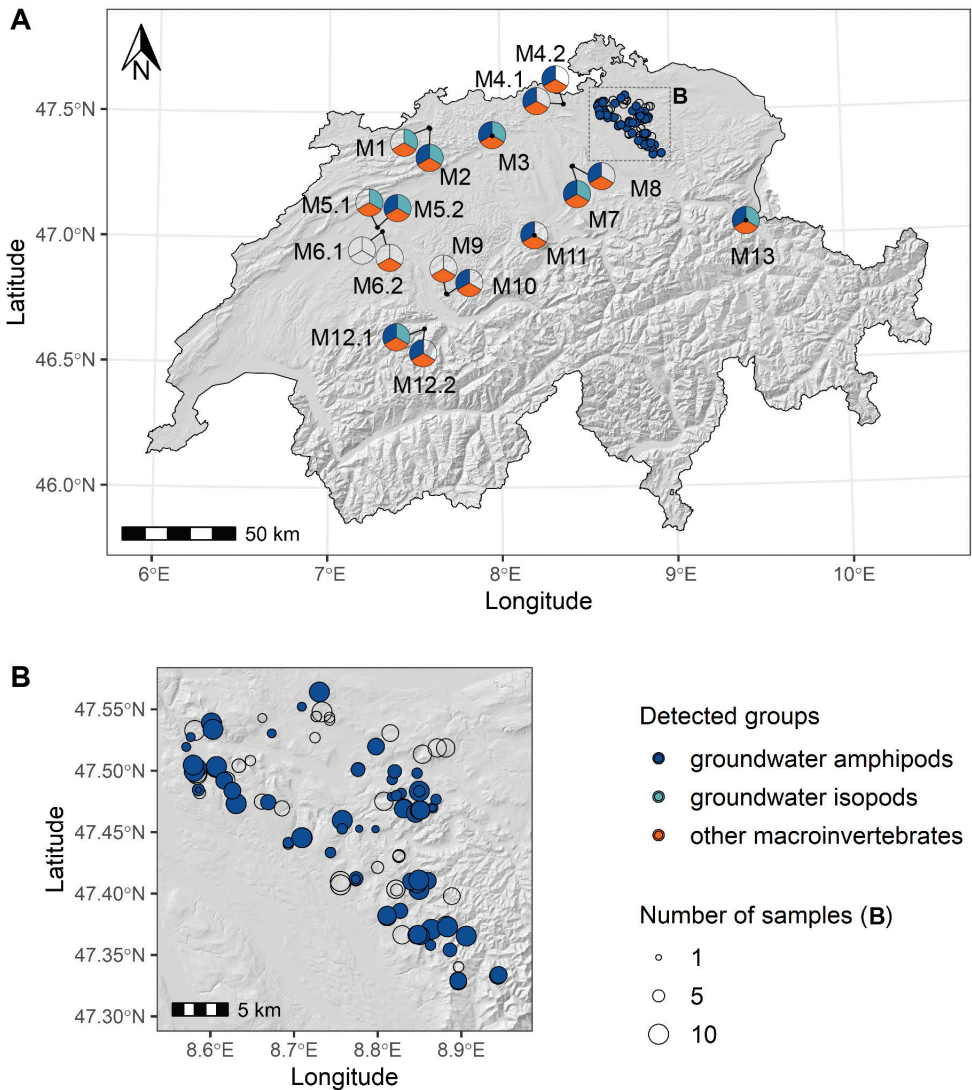 A
N
M4.2
M4.1
B
M1
M2
M3
M8
M7
M5.1
M5.2
M6.1
M6.2
M9
M10
M11
M13
M12.1
M12.2
47.5°N
47.0°N
46.5°N
46.0°N
Latitude
50 km
6°E 7°E 8°E 9°E 10°E
Longitude
B
47.55°N
47.50°N
47.45°N
47.40°N
47.35°N
47.30°N
Latitude
5 km
8.6°E 8.7°E 8.8°E 8.9°E
Longitude
Detected groups
groundwater amphipods
groundwater isopods
other macroinvertebrates
Number of samples (B)
1
5
10